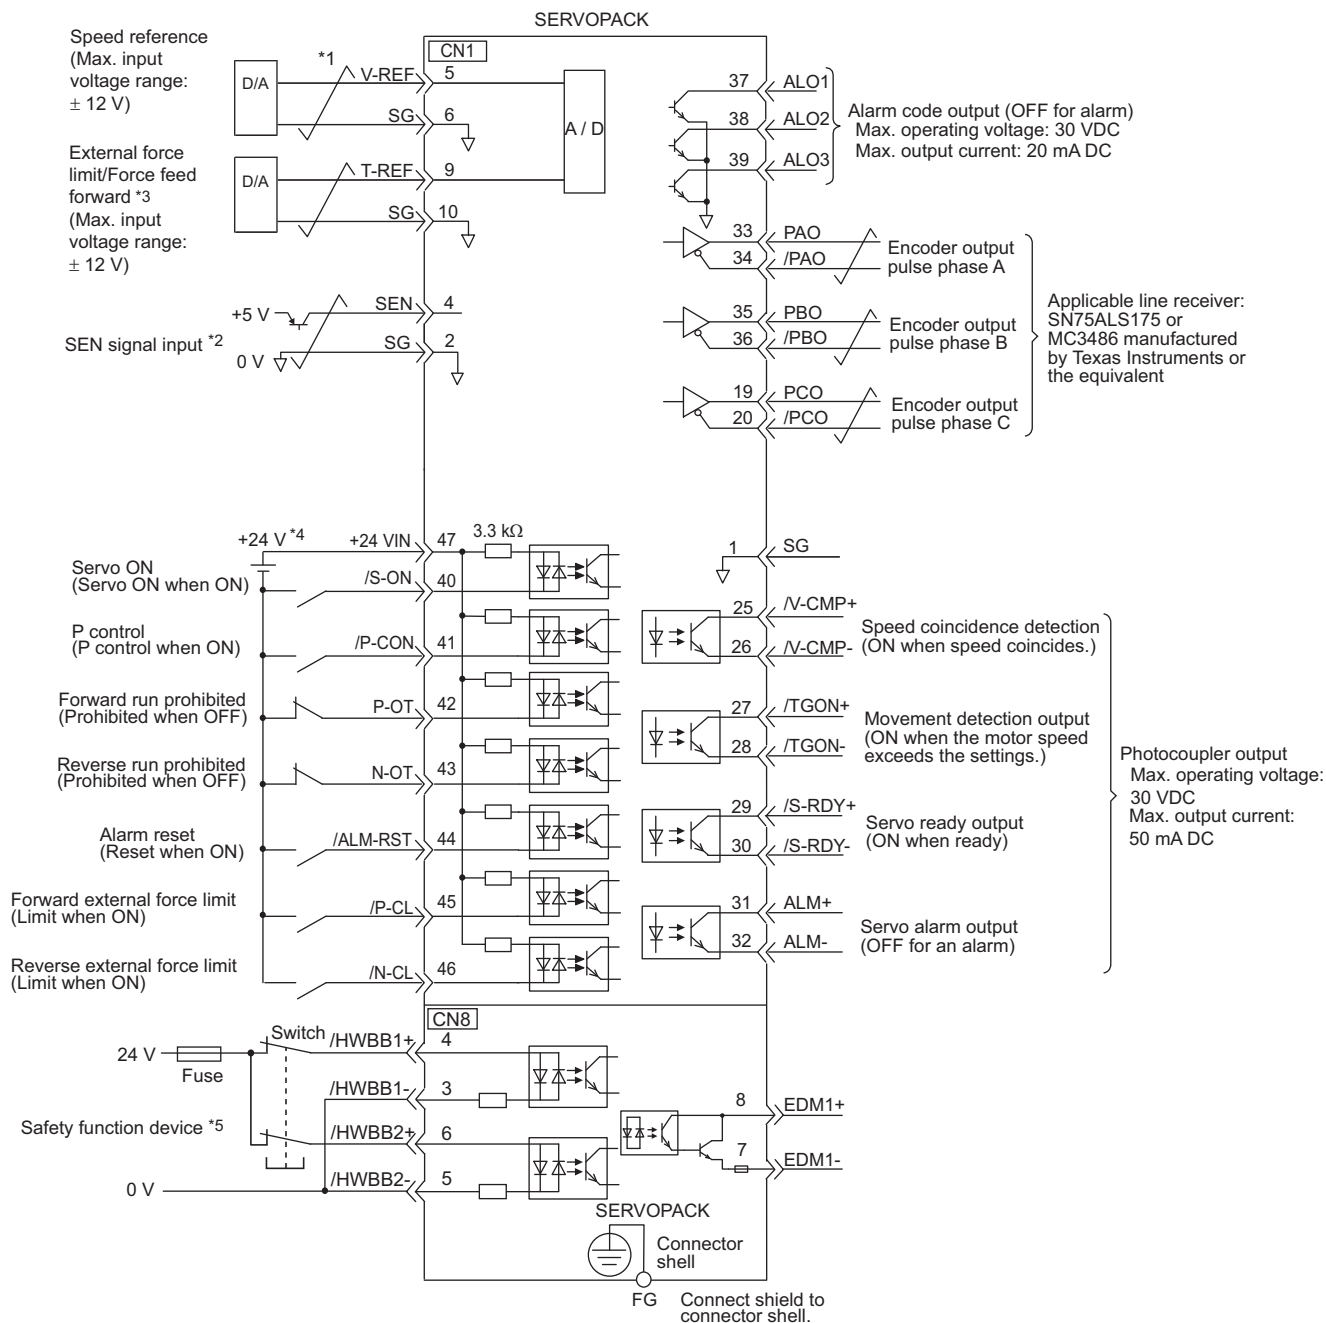 SERVOPACK
Speed reference
(Max. input
voltage range:
± 12 V)
*1
CN1
D/A
V-REF
5
SG
6
A / D
External force
limit/Force feed
forward *3
(Max. input
voltage range:
± 12 V)
D/A
T-REF
9
SG
10
37
ALO1
38
ALO2
39
ALO3
Alarm code output (OFF for alarm)
Max. operating voltage: 30 VDC
Max. output current: 20 mA DC
33
PAO
34
/PAO
Encoder output
pulse phase A
35
PBO
36
/PBO
Encoder output
pulse phase B
19
PCO
20
/PCO
Encoder output
pulse phase C
Applicable line receiver:
SN75ALS175 or
MC3486 manufactured
by Texas Instruments or
the equivalent
+5 V
SEN
4
SEN signal input *2
0 V
SG
2
+24 V *4
+24 VIN
47
3.3 kΩ
Servo ON
(Servo ON when ON)
/S-ON
40
P control
(P control when ON)
/P-CON
41
Forward run prohibited
(Prohibited when OFF)
P-OT
42
Reverse run prohibited
(Prohibited when OFF)
N-OT
43
Alarm reset
(Reset when ON)
/ALM-RST
44
Forward external force limit
(Limit when ON)
/P-CL
45
Reverse external force limit
(Limit when ON)
/N-CL
46
1
SG
25
/V-CMP+
26
/V-CMP-
Speed coincidence detection
(ON when speed coincides.)
27
/TGON+
28
/TGON-
Movement detection output
(ON when the motor speed
exceeds the settings.)
29
/S-RDY+
30
/S-RDY-
Servo ready output
(ON when ready)
31
ALM+
32
ALM-
Servo alarm output
(OFF for an alarm)
Photocoupler output
Max. operating voltage:
30 VDC
Max. output current:
50 mA DC
CN8
24 V
Fuse
Switch
/HWBB1+
4
/HWBB1-
3
Safety function device *5
/HWBB2+
6
0 V
/HWBB2-
5
8
EDM1+
7
EDM1-
SERVOPACK
Connector
shell
FG
Connect shield to
connector shell.